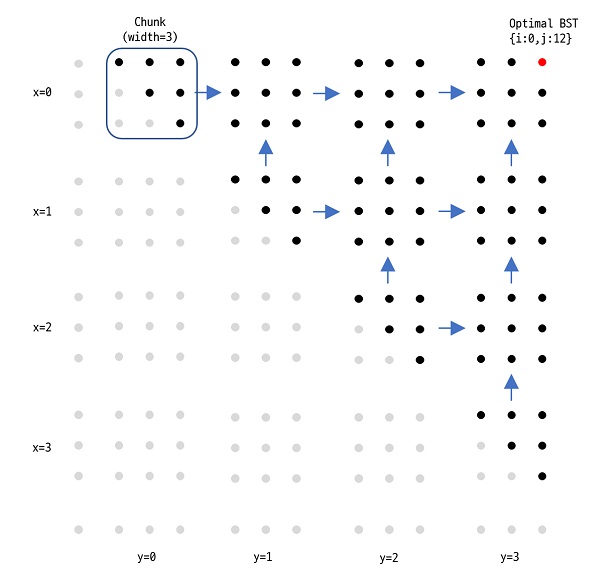 Chunk
(width=3)
Optimal BST
{i:0,j:12}
x=0
x=1
x=2
x=3
y=0
y=1
y=2
y=3